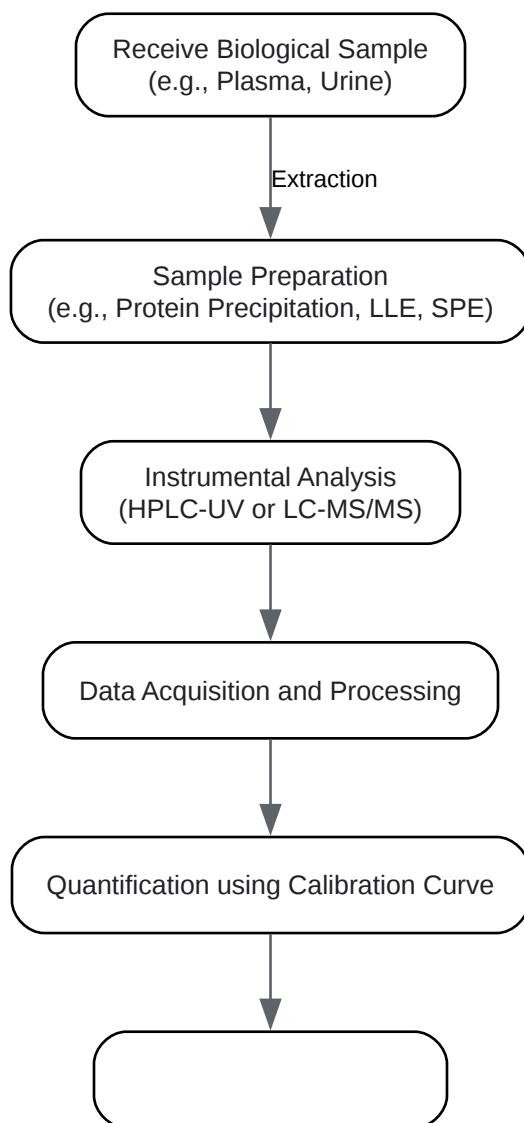 Receive Biological Sample
(e.g., Plasma, Urine)
Extraction
Sample Preparation
(e.g., Protein Precipitation, LLE, SPE)
Instrumental Analysis
(HPLC-UV or LC-MS/MS)
Data Acquisition and Processing
Quantification using Calibration Curve